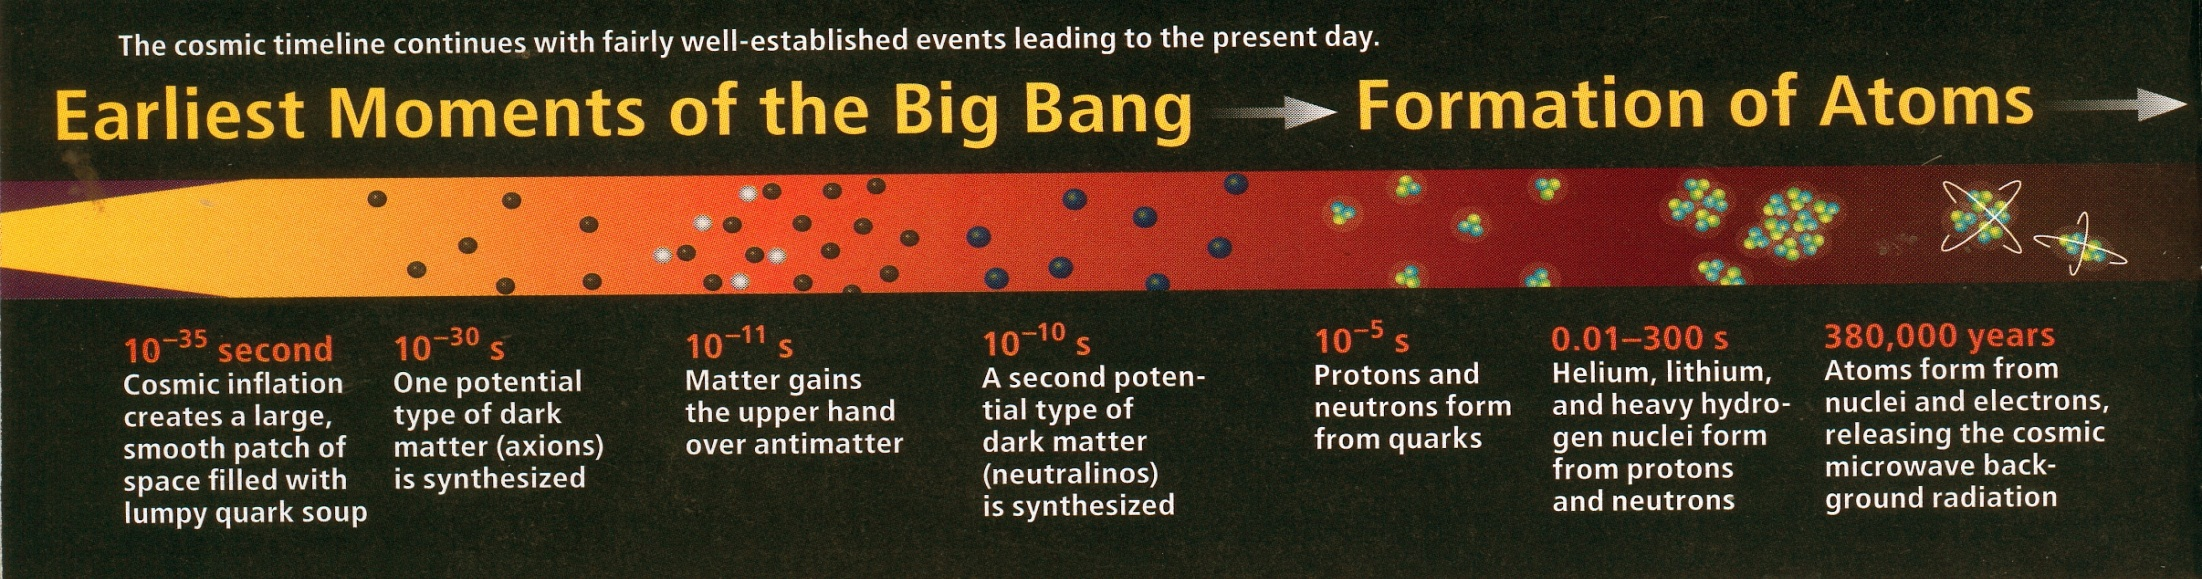 The cosmic timeline continues with fairly well-established events leading to the present day.
Earliest Moments of the Big Bang
Formation of Atoms
10⁻³⁵ second
Cosmic inflation
creates a large,
smooth patch of
space filled with
lumpy quark soup
10⁻³⁰ s
One potential
type of dark
matter (axions)
is synthesized
10⁻¹¹ s
Matter gains
the upper hand
over antimatter
10⁻¹⁰ s
A second poten-
tial type of
dark matter
(neutralinos)
is synthesized
10⁻⁵ s
Protons and
neutrons form
from quarks
0.01–300 s
Helium, lithium,
and heavy hydro-
gen nuclei form
from protons
and neutrons
380,000 years
Atoms form from
nuclei and electrons,
releasing the cosmic
microwave back-
ground radiation